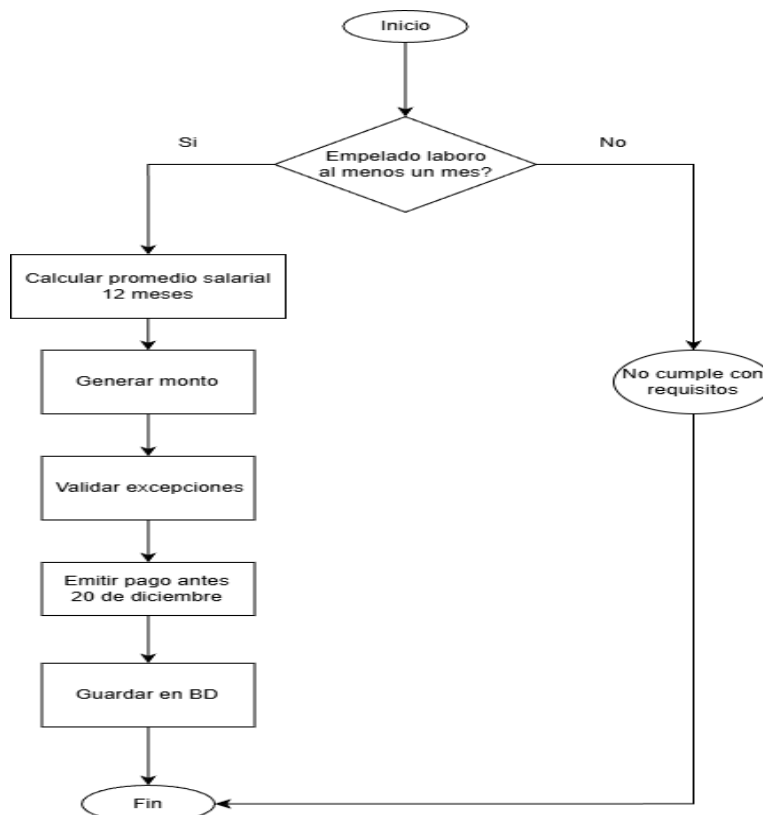 Inicio
Si
Empelado laboro
al menos un mes?
No
Calcular promedio salarial
12 meses
Generar monto
No cumple con
requisitos
Validar excepciones
Emitir pago antes
20 de diciembre
Guardar en BD
Fin